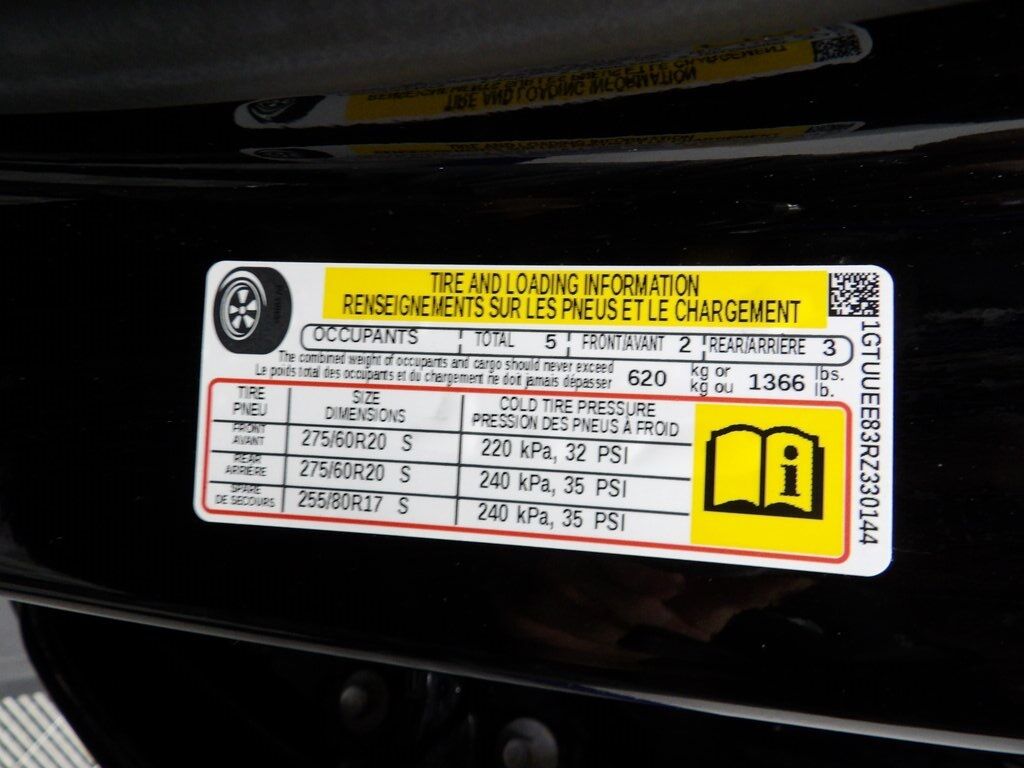 TIRE AND LOADING INFORMATION
RENSEIGNEMENTS SUR LES PNEUS ET LE CHARGEMENT
OCCUPANTS TOTAL 5 FRONT/AVANT 2 REAR/ARRIÈRE 3
The combined weight of occupants and cargo should never exceed
Le poids total des occupants et du chargement ne doit jamais dépasser
620 kg or kg ou 1366 lbs. lb.
TIRE PNEU SIZE DIMENSIONS COLD TIRE PRESSURE PRESSION DES PNEUS À FROID
FRONT AVANT 275/60R20 S 220 kPa, 32 PSI
REAR ARRIÈRE 275/60R20 S 240 kPa, 35 PSI
SPARE DE SECOURS 255/80R17 S 240 kPa, 35 PSI
1GTUUEE83RZ330144